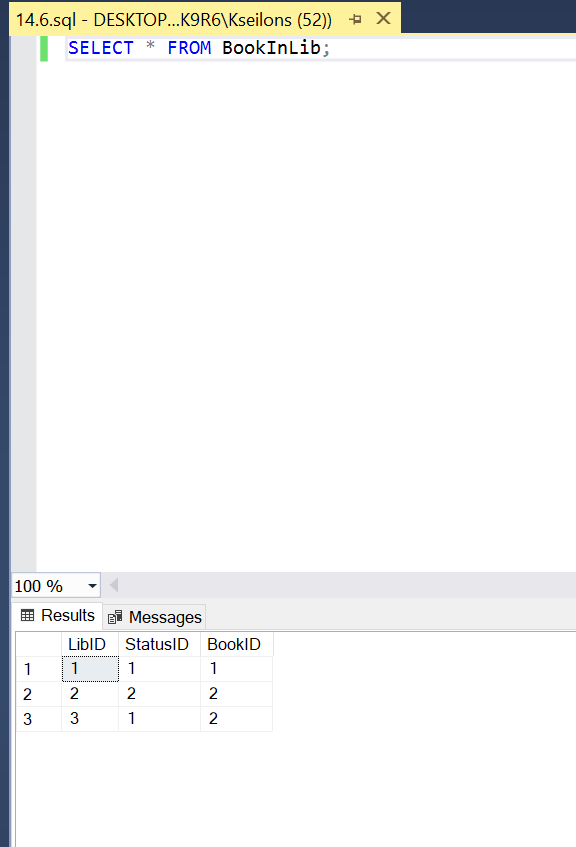 14.6.sql - DESKTOP...K9R6\Kseilons (52))
SELECT * FROM BookInLib;
100 %
Results Messages
LibID StatusID BookID
1 1 1 1
2 2 2 2
3 3 1 2